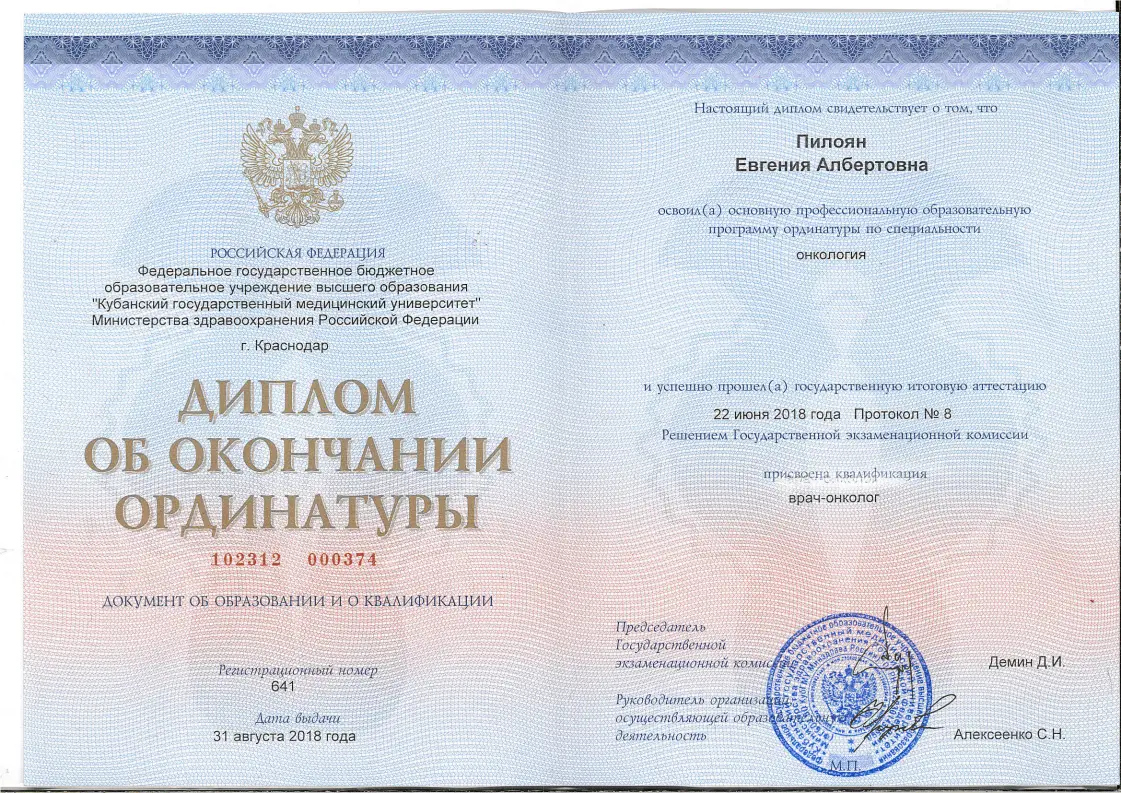 РОССИЙСКАЯ ФЕДЕРАЦИЯ
Федеральное государственное бюджетное
образовательное учреждение высшего образования
"Кубанский государственный медицинский университет"
Министерства здравоохранения Российской Федерации
г. Краснодар
ДИПЛОМ
ОБ ОКОНЧАНИИ
ОРДИНАТУРЫ
102312 000374
ДОКУМЕНТ ОБ ОБРАЗОВАНИИ И О КВАЛИФИКАЦИИ
Регистрационный номер
641
Дата выдачи
31 августа 2018 года
Настоящий диплом свидетельствует о том, что
Пилоян
Евгения Албертовна
освоил(а) основную профессиональную образовательную
программу ординатуры по специальности
онкология
и успешно прошел(а) государственную итоговую аттестацию
22 июня 2018 года Протокол № 8
Решением Государственной экзаменационной комиссии
присвоена квалификация
врач-онколог
Председатель
Государственной
экзаменационной комиссии
Демин Д.И.
Руководитель организации,
осуществляющей образовательную
деятельность
Алексеенко С.Н.
М.П.